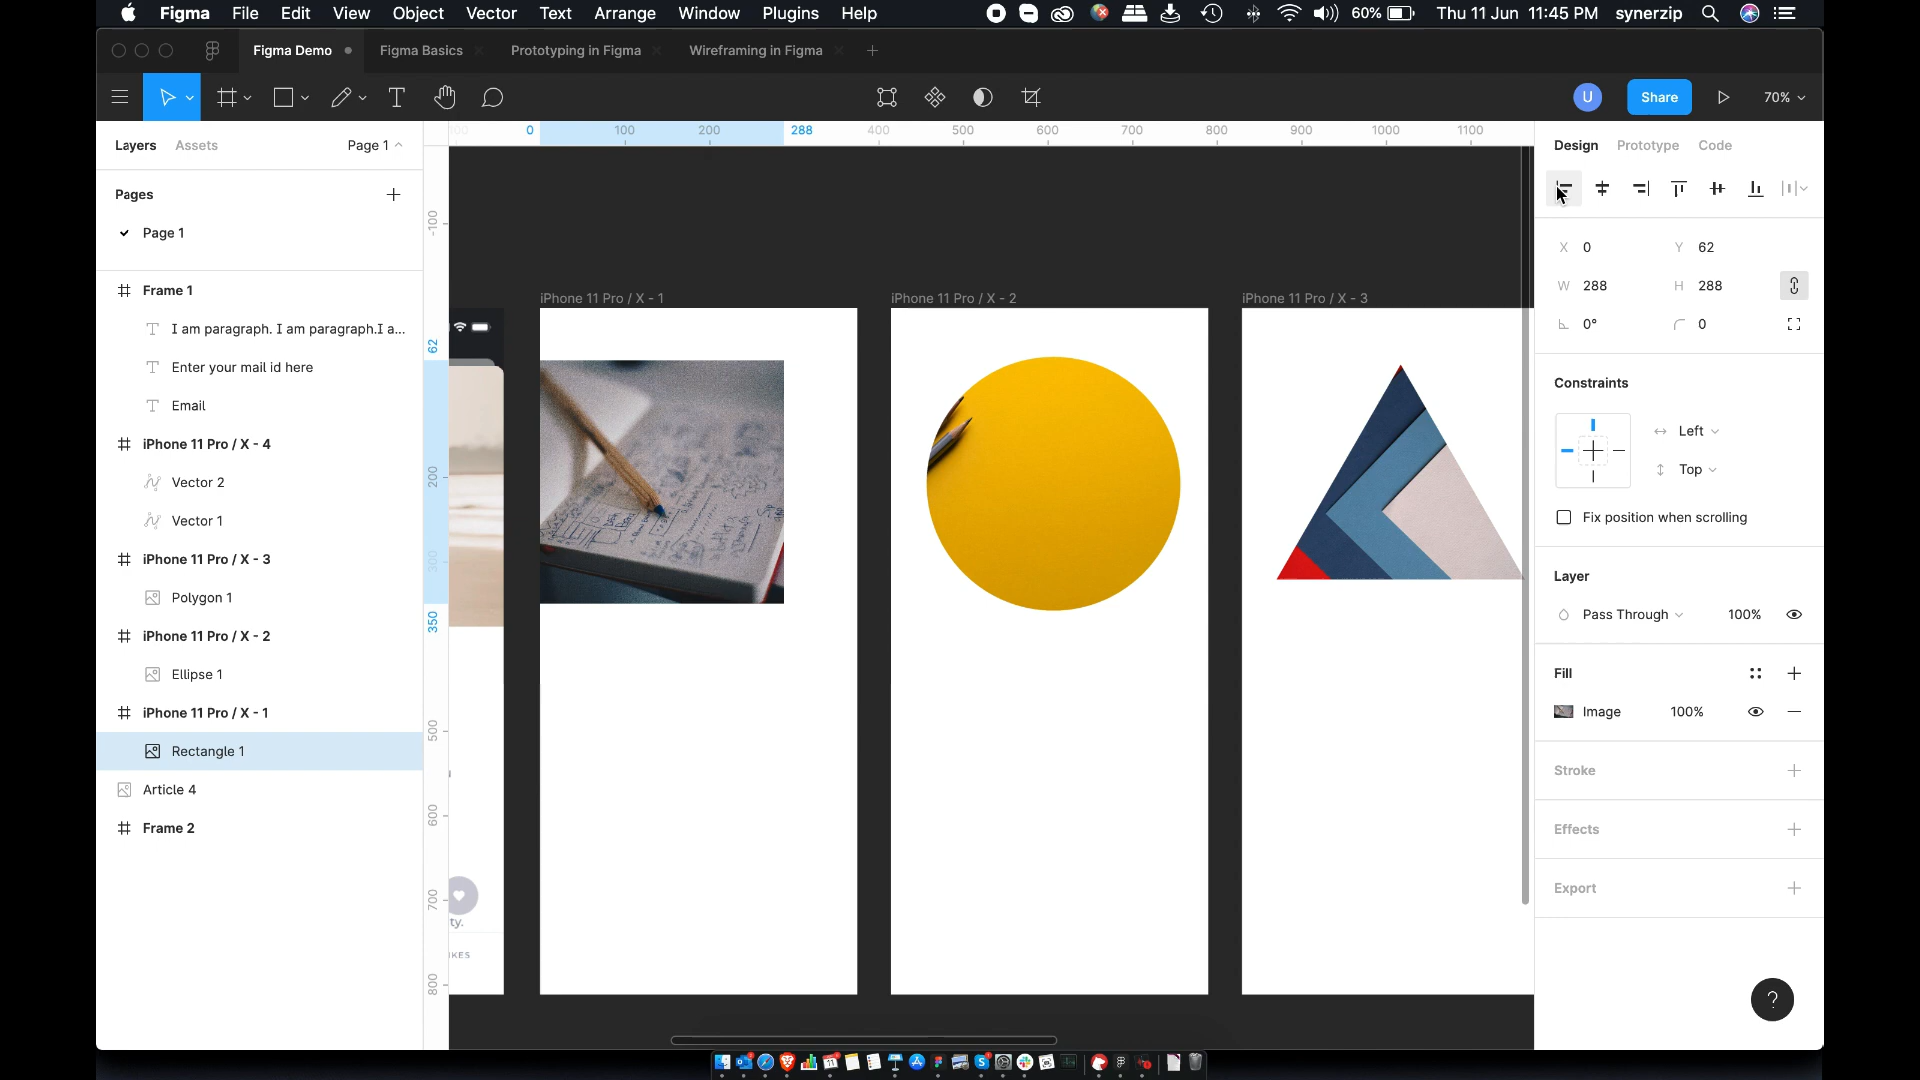 Figma File Edit View Object Vector Text Arrange Window Plugins Help 60% Thu 11 Jun 11:45 PM synerzip
Figma Demo Figma Basics Prototyping in Figma Wireframing in Figma
U Share 70%
Layers Assets Page 1
Pages
Page 1
Frame 1
I am paragraph. I am paragraph.I a...
Enter your mail id here
Email
iPhone 11 Pro / X - 4
Vector 2
Vector 1
iPhone 11 Pro / X - 3
Polygon 1
iPhone 11 Pro / X - 2
Ellipse 1
iPhone 11 Pro / X - 1
Rectangle 1
Article 4
Frame 2
100 0 100 200 288 400 500 600 700 800 900 1000 1100
-100
62
200
300
350
500
600
700
800
iPhone 11 Pro / X - 1 iPhone 11 Pro / X - 2 iPhone 11 Pro / X - 3
ty.
IKES
Design Prototype Code
X 0 Y 62
W 288 H 288
0° 0
Constraints
Left
Top
Fix position when scrolling
Layer
Pass Through 100%
Fill
Image 100%
Stroke
Effects
Export
?